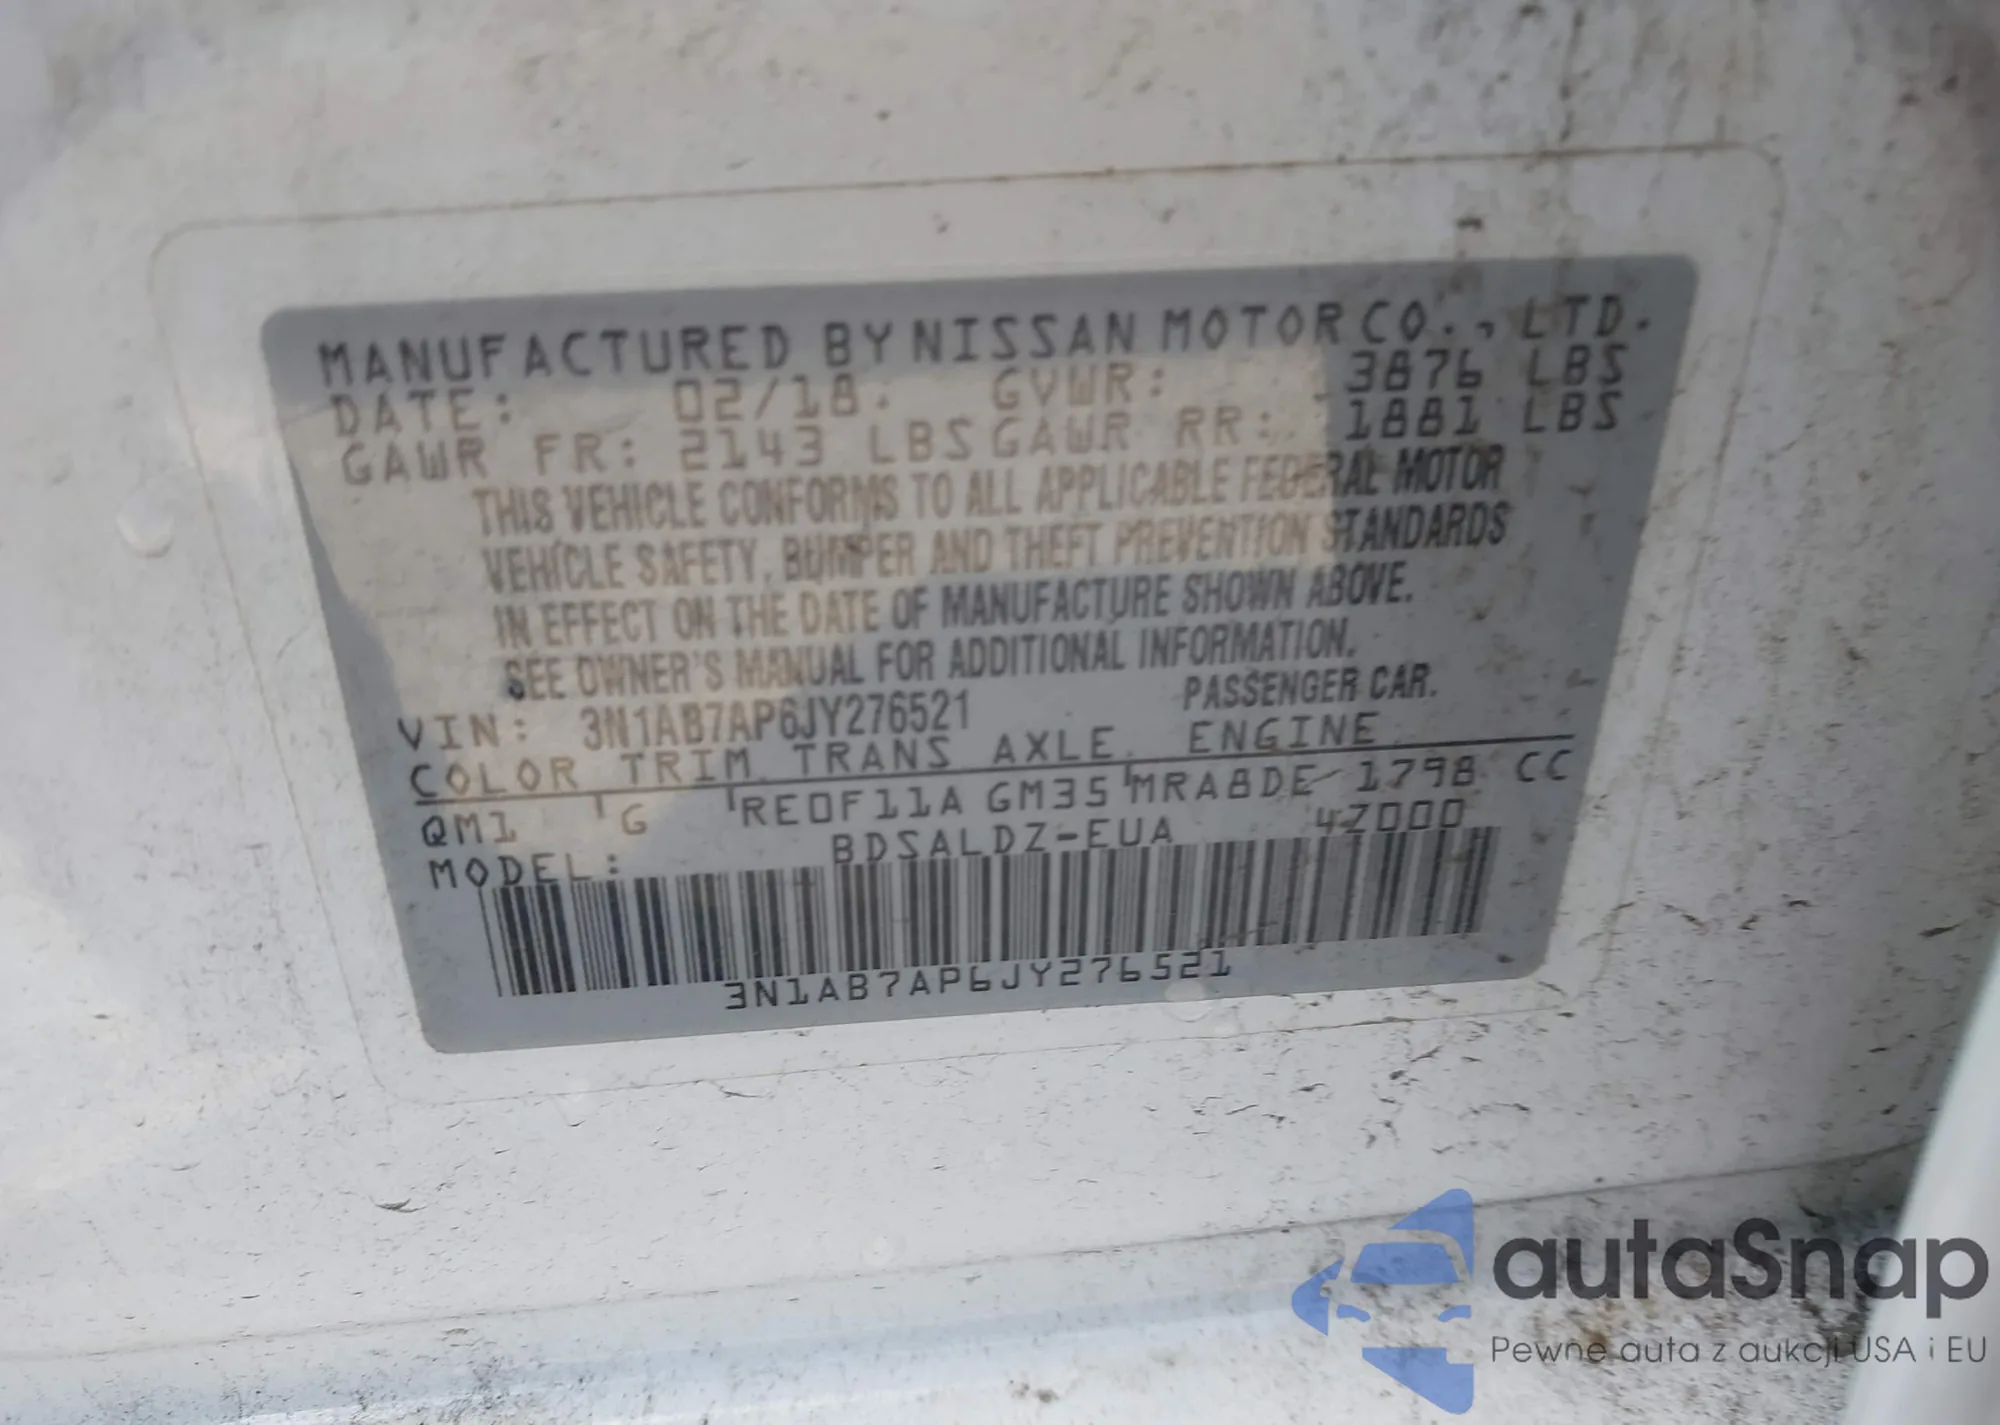 MANUFACTURED BY NISSAN MOTOR CO., LTD.
DATE: 02/18 GVWR: 3876 LBS
GAWR FR: 2143 LBS GAWR RR: 1881 LBS
THIS VEHICLE CONFORMS TO ALL APPLICABLE FEDERAL MOTOR
VEHICLE SAFETY, BUMPER AND THEFT PREVENTION STANDARDS
IN EFFECT ON THE DATE OF MANUFACTURE SHOWN ABOVE.
SEE OWNER'S MANUAL FOR ADDITIONAL INFORMATION.
VIN: 3N1AB7AP6JY276521 PASSENGER CAR.
COLOR TRIM TRANS AXLE ENGINE
QM1 G RE0F11A GM35 MRA8DE 1798 CC
MODEL: BDSALDZ-EUA 4Z000
3N1AB7AP6JY276521
autaSnap
Pewne auta z aukcji USA i EU